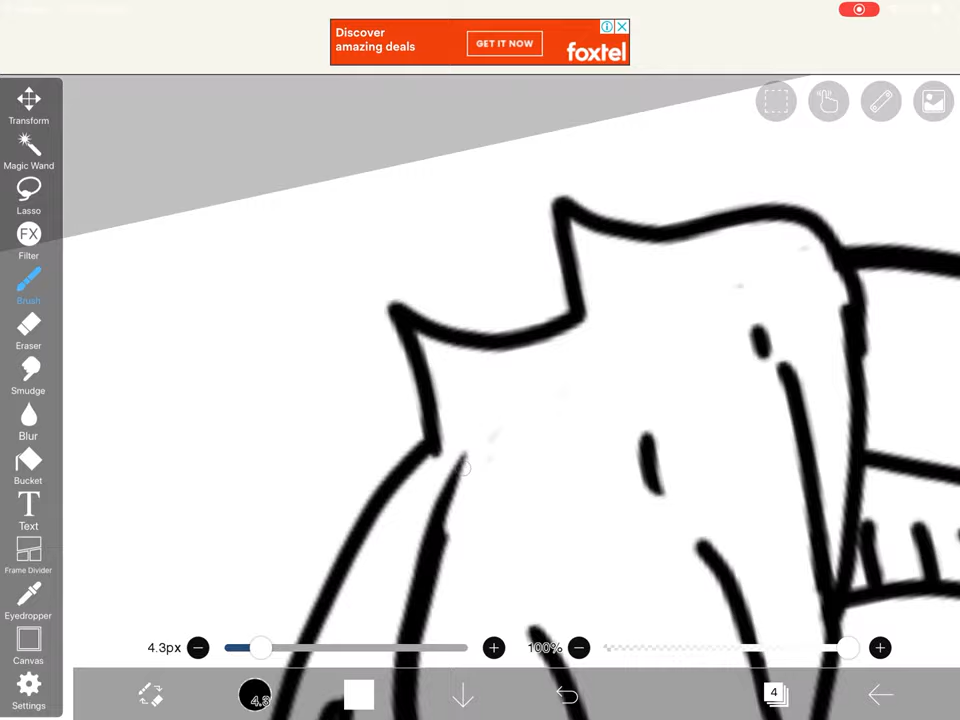 Discover
amazing deals
GET IT NOW
foxtel
Transform
Magic Wand
Lasso
FX
Filter
Brush
Eraser
Smudge
Blur
Bucket
T
Text
Frame Divider
Eyedropper
Canvas
Settings
4.3px
100%
4.3
4